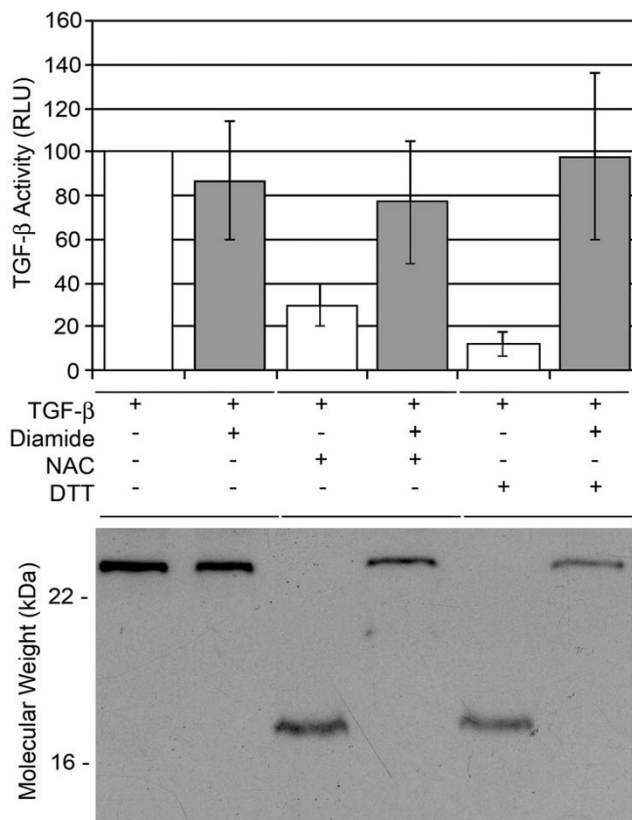 160
140
120
100
80
60
40
20
0
TGF-β Activity (RLU)
TGF-β + + + + + +
Diamide - + - + - +
NAC - - + + - -
DTT - - - - + +
22 -
16 -
Molecular Weight (kDa)